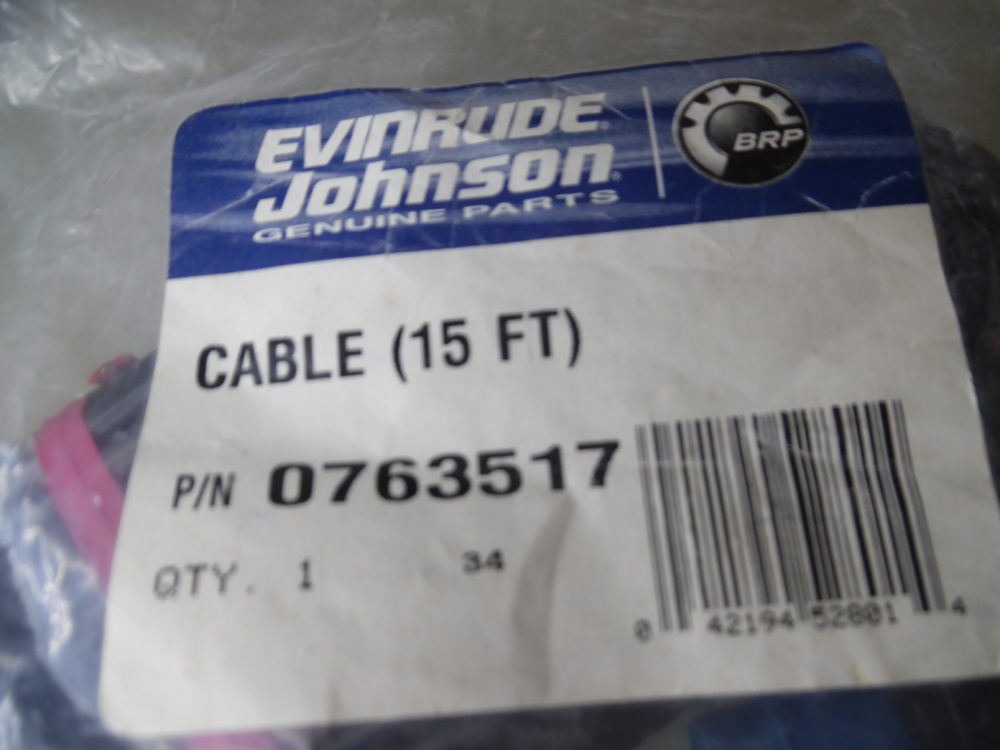 EVINRUDE
Johnson
GENUINE PARTS
BRP
CABLE (15 FT)
P/N 0763517
QTY. 1 34
0 42194 52801 4